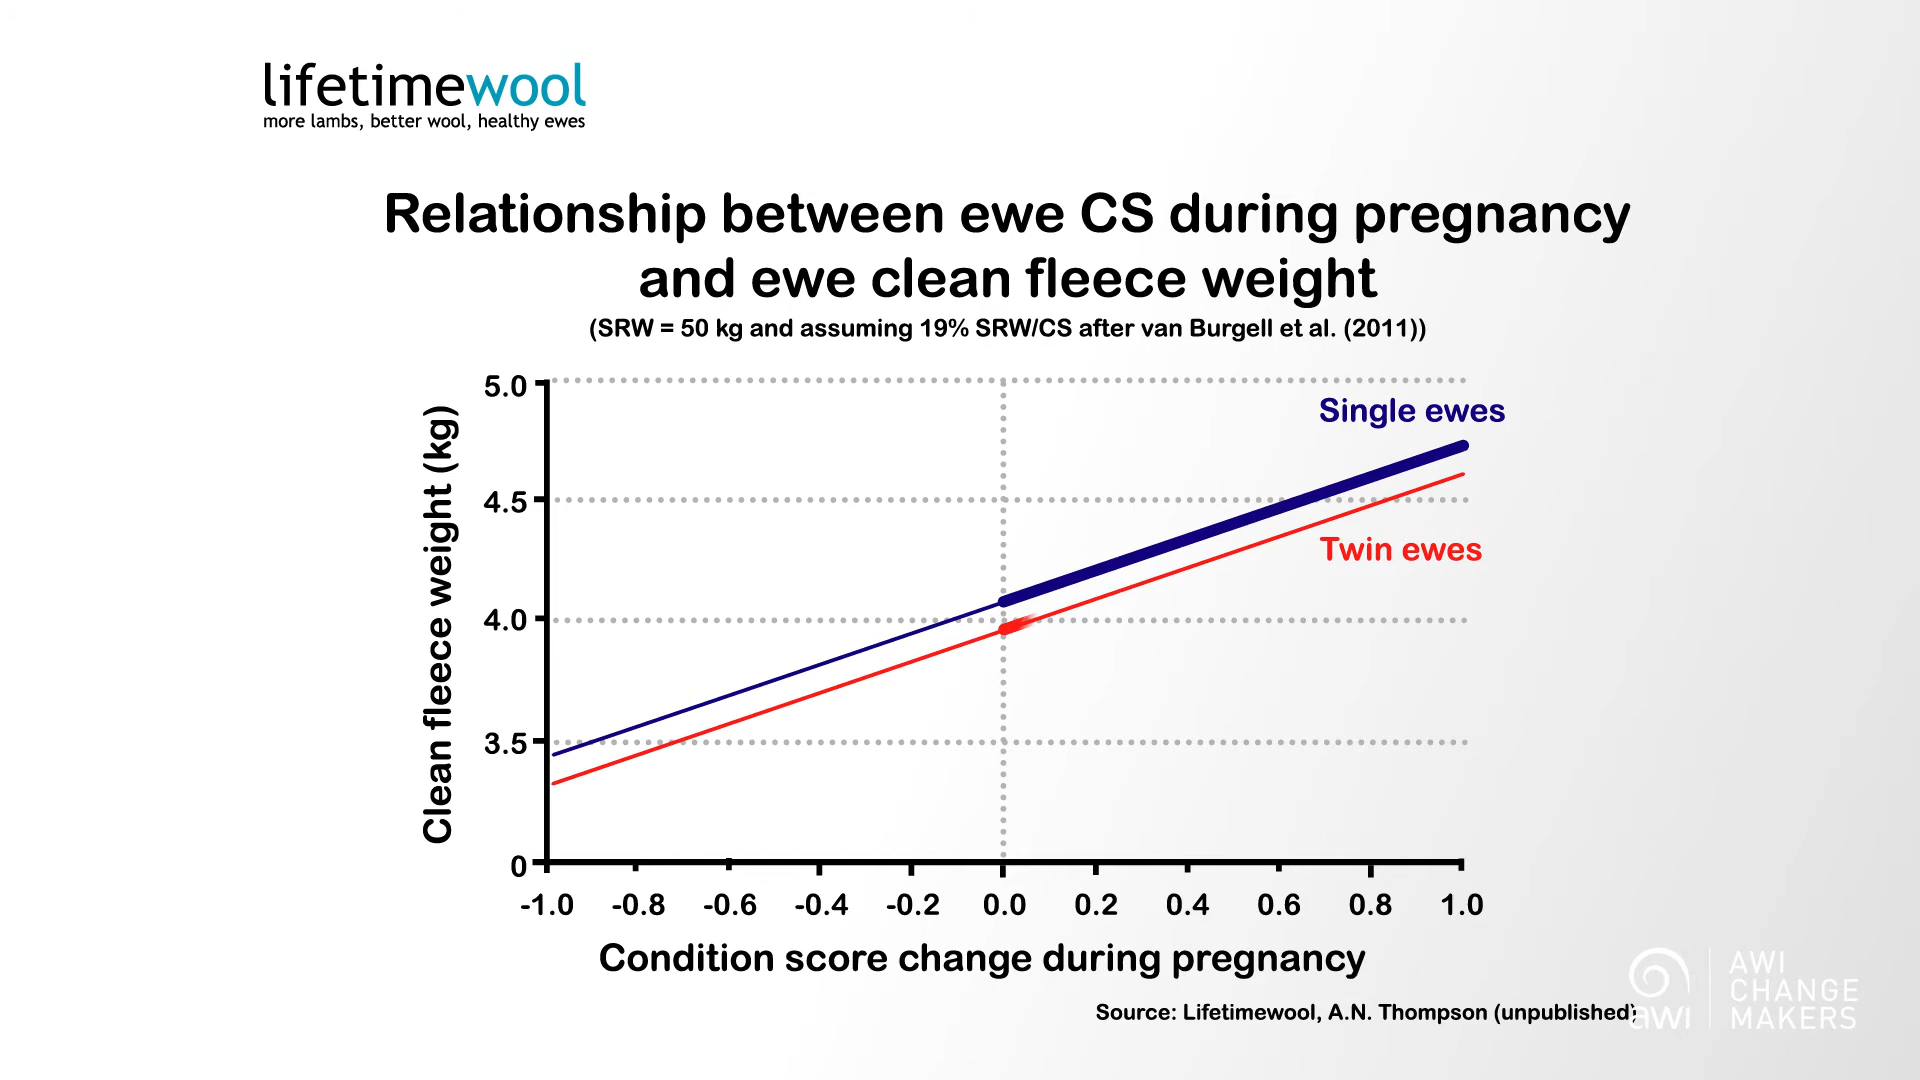 lifetimewool
more lambs, better wool, healthy ewes
Relationship between ewe CS during pregnancy
and ewe clean fleece weight
(SRW = 50 kg and assuming 19% SRW/CS after van Burgell et al. (2011))
Clean fleece weight (kg)
5.0
4.5
4.0
3.5
0
Single ewes
Twin ewes
-1.0 -0.8 -0.6 -0.4 -0.2 0.0 0.2 0.4 0.6 0.8 1.0
Condition score change during pregnancy
Source: Lifetimewool, A.N. Thompson (unpublished)
awi
AWI
CHANGE
MAKERS